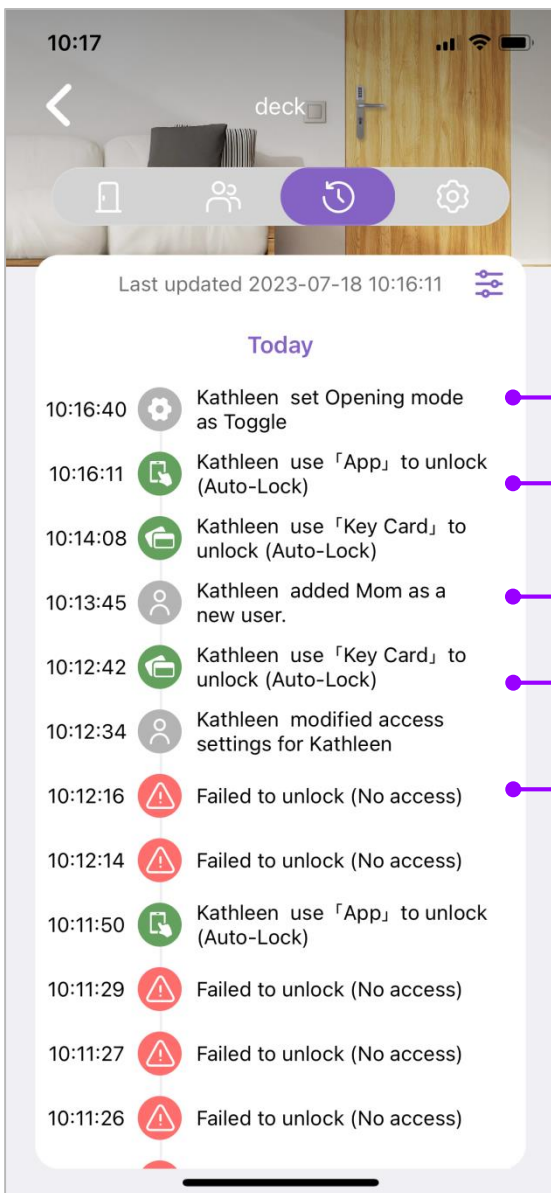 10:17
deck
Last updated 2023-07-18 10:16:11
Today
10:16:40 Kathleen set Opening mode
as Toggle
10:16:11 Kathleen use「App」to unlock
(Auto-Lock)
10:14:08 Kathleen use「Key Card」to
unlock (Auto-Lock)
10:13:45 Kathleen added Mom as a
new user.
10:12:42 Kathleen use「Key Card」to
unlock (Auto-Lock)
10:12:34 Kathleen modified access
settings for Kathleen
10:12:16 Failed to unlock (No access)
10:12:14 Failed to unlock (No access)
10:11:50 Kathleen use「App」to unlock
(Auto-Lock)
10:11:29 Failed to unlock (No access)
10:11:27 Failed to unlock (No access)
10:11:26 Failed to unlock (No access)